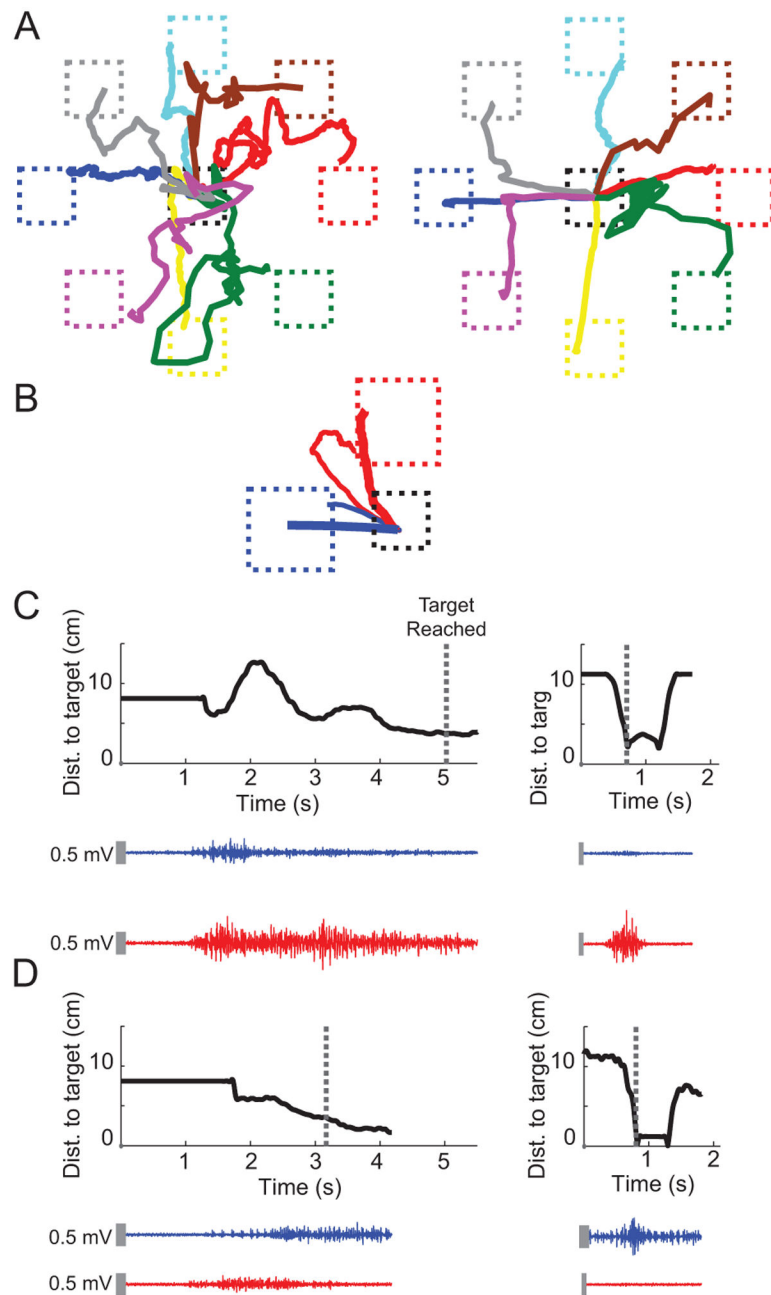 A
B
C
Target
Reached
Dist. to target (cm)
10
0
1
2
3
4
5
Time (s)
Dist. to targ
10
0
1
2
Time (s)
0.5 mV
0.5 mV
D
Dist. to target (cm)
10
0
1
2
3
4
5
Time (s)
Dist. to target (cm)
10
0
1
2
Time (s)
0.5 mV
0.5 mV